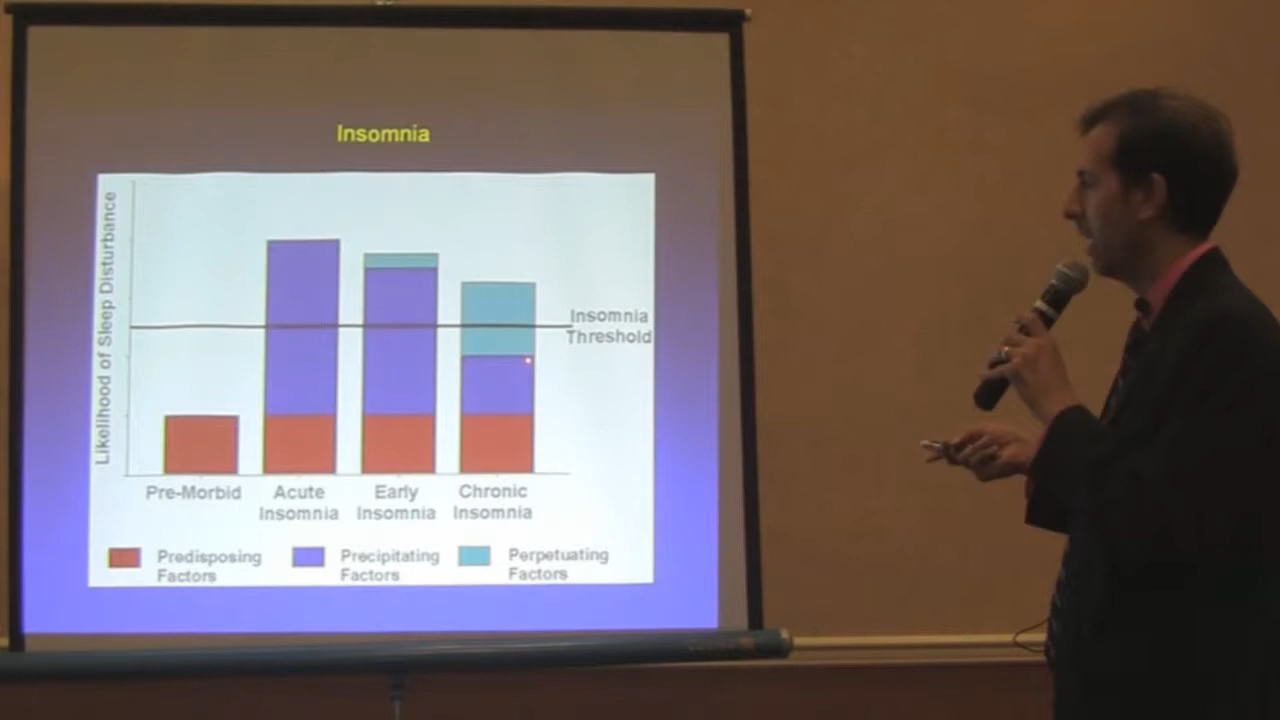 Insomnia
Likelihood of Sleep Disturbance
Insomnia
Threshold
Pre-Morbid
Acute
Insomnia
Early
Insomnia
Chronic
Insomnia
Predisposing
Factors
Precipitating
Factors
Perpetuating
Factors